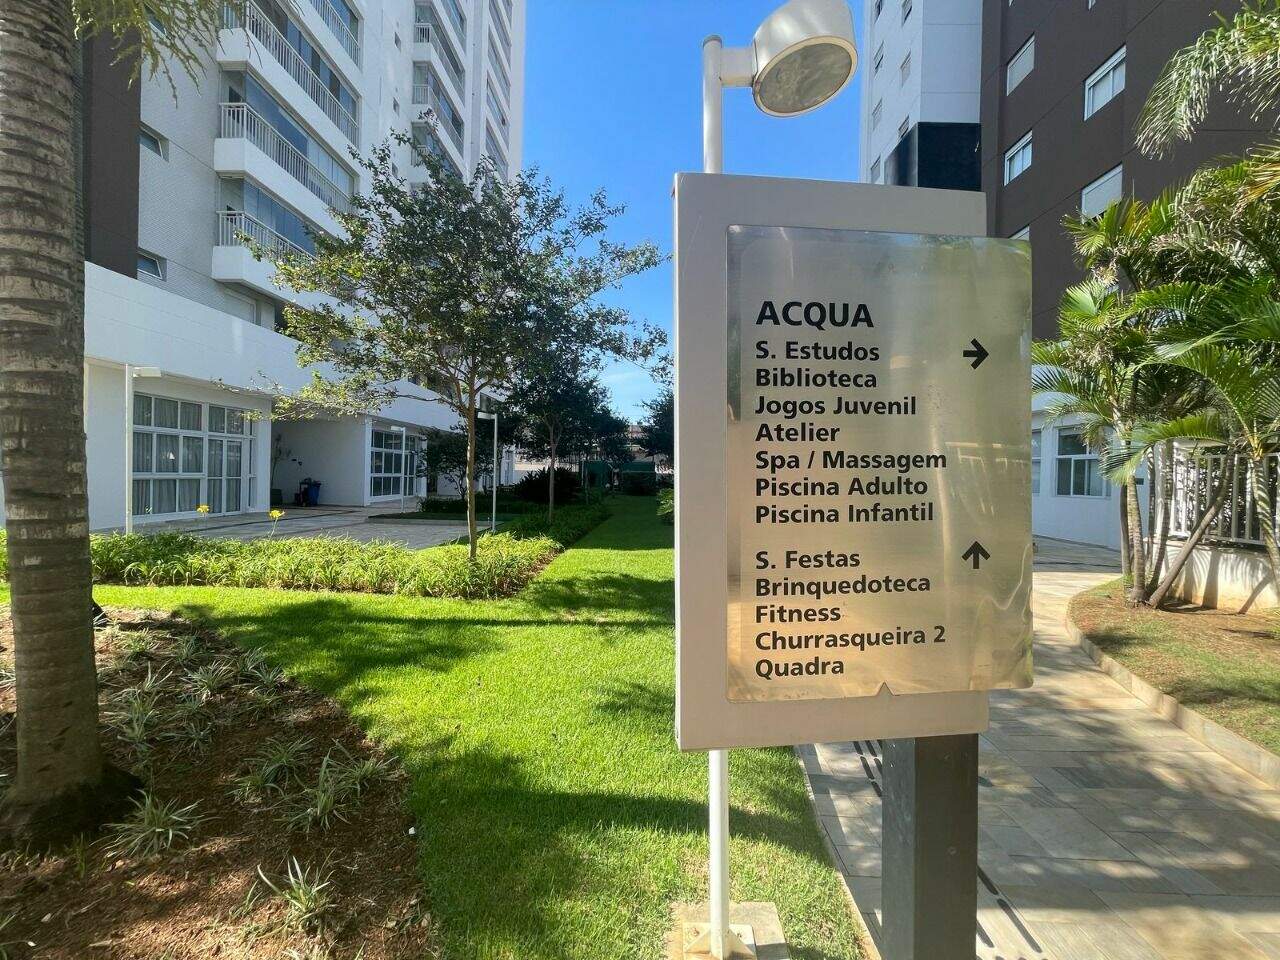 ACQUA
S. Estudos →
Biblioteca
Jogos Juvenil
Atelier
Spa / Massagem
Piscina Adulto
Piscina Infantil
S. Festas ↑
Brinquedoteca
Fitness
Churrasqueira 2
Quadra